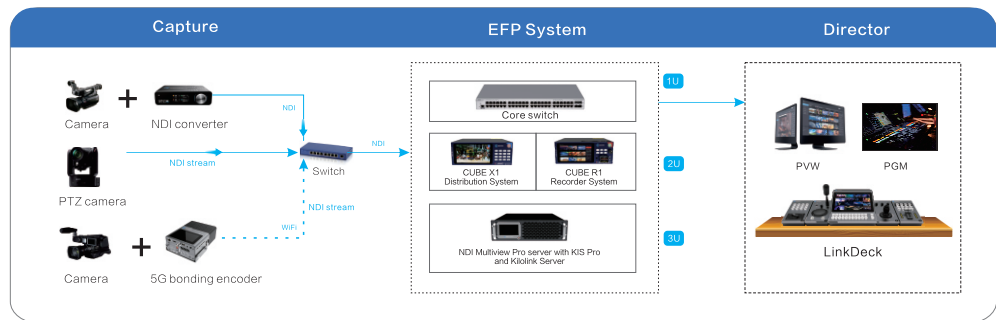 Capture
EFP System
Director
Camera
NDI converter
NDI
NDI stream
PTZ camera
Switch
NDI
NDI stream
WiFi
Camera
5G bonding encoder
Core switch
1U
CUBE X1
Distribution System
CUBE R1
Recorder System
2U
NDI Multiview Pro server with KIS Pro
and Kilolink Server
3U
PVW
PGM
LinkDeck